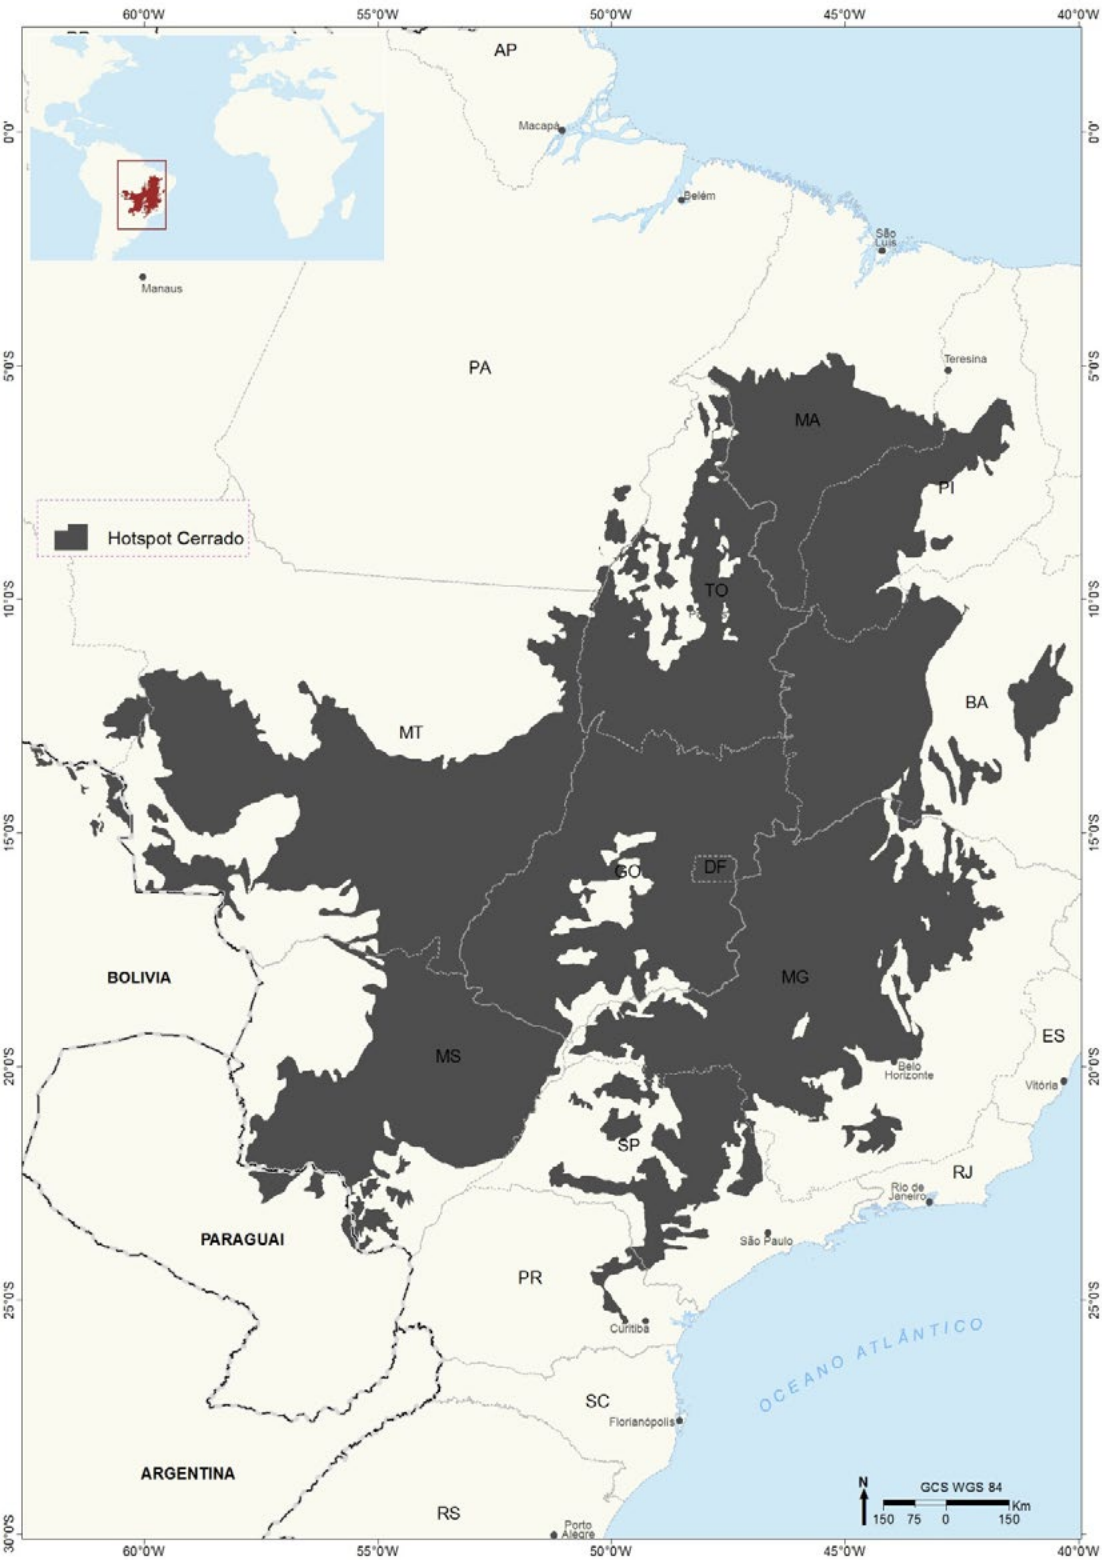 60°0'W 55°0'W 50°0'W 45°0'W 40°0'W
AP
Macapá
0°0' 0°0'
Belém
São
Luís
Manaus
PA
5°0'S 5°0'S
Teresina
MA
PI
Hotspot Cerrado
TO
10°0'S 10°0'S
BA
MT
15°0'S 15°0'S
GO
DF
BOLIVIA
MG
MS
ES
20°0'S 20°0'S
Belo
Horizonte
Vitória
SP
RJ
Rio de
Janeiro
PARAGUAI
São Paulo
PR
25°0'S 25°0'S
Curitiba
OCEANO ATLÂNTICO
SC
Florianópolis
ARGENTINA
N
GCS WGS 84
Km
150 75 0 150
RS
Porto
Alegre
30°0'S
60°0'W 55°0'W 50°0'W 45°0'W 40°0'W